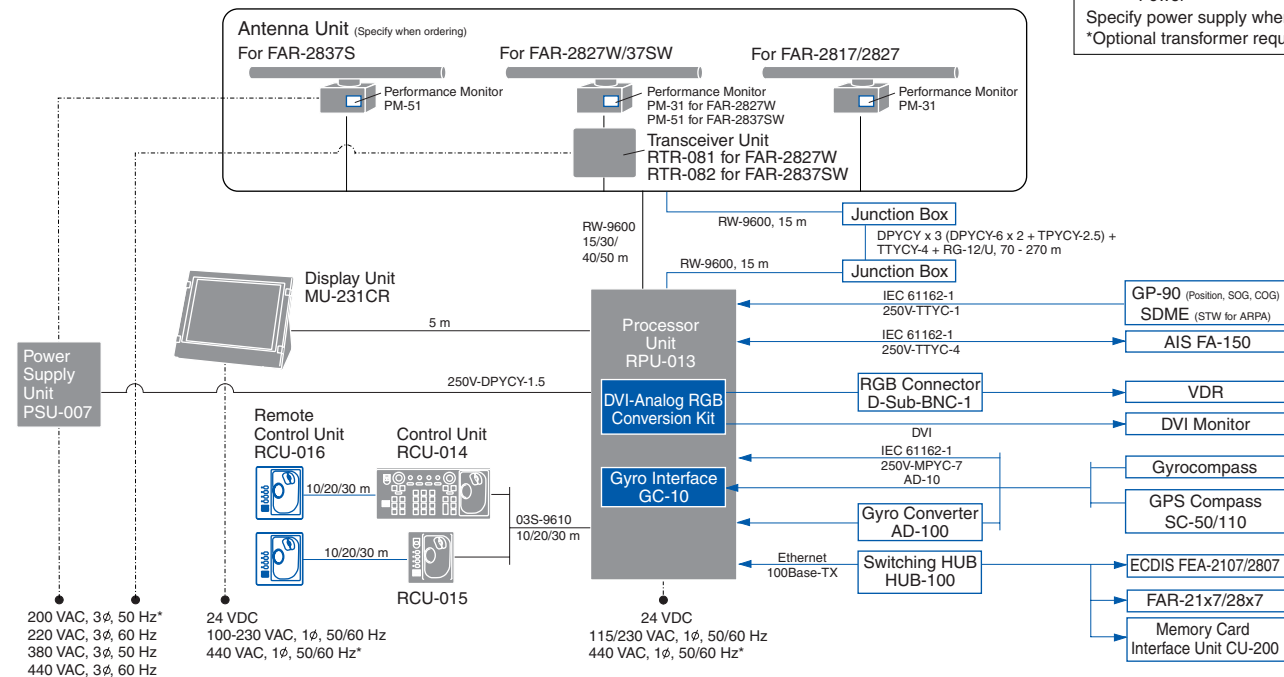 Power
Specify power supply whe
*Optional transformer requ
Antenna Unit (Specify when ordering)
For FAR-2837S
For FAR-2827W/37SW
For FAR-2817/2827
Performance Monitor
PM-51
Performance Monitor
PM-31 for FAR-2827W
PM-51 for FAR-2837SW
Performance Monitor
PM-31
Transceiver Unit
RTR-081 for FAR-2827W
RTR-082 for FAR-2837SW
RW-9600
15/30/
40/50 m
RW-9600, 15 m
Junction Box
DPYCY x 3 (DPYCY-6 x 2 + TPYCY-2.5) +
TTYCY-4 + RG-12/U, 70 - 270 m
RW-9600, 15 m
Junction Box
Display Unit
MU-231CR
5 m
Processor
Unit
RPU-013
IEC 61162-1
250V-TTYC-1
GP-90 (Position, SOG, COG)
SDME (STW for ARPA)
IEC 61162-1
250V-TTYC-4
AIS FA-150
Power
Supply
Unit
PSU-007
250V-DPYCY-1.5
DVI-Analog RGB
Conversion Kit
RGB Connector
D-Sub-BNC-1
VDR
DVI
DVI Monitor
Remote
Control Unit
RCU-016
Control Unit
RCU-014
10/20/30 m
10/20/30 m
RCU-015
03S-9610
10/20/30 m
Gyro Interface
GC-10
IEC 61162-1
250V-MPYC-7
AD-10
Gyrocompass
GPS Compass
SC-50/110
Gyro Converter
AD-100
Ethernet
100Base-TX
Switching HUB
HUB-100
ECDIS FEA-2107/2807
FAR-21x7/28x7
Memory Card
Interface Unit CU-200
200 VAC, 3ø, 50 Hz*
220 VAC, 3ø, 60 Hz
380 VAC, 3ø, 50 Hz
440 VAC, 3ø, 60 Hz
24 VDC
100-230 VAC, 1ø, 50/60 Hz
440 VAC, 1ø, 50/60 Hz*
24 VDC
115/230 VAC, 1ø, 50/60 Hz
440 VAC, 1ø, 50/60 Hz*